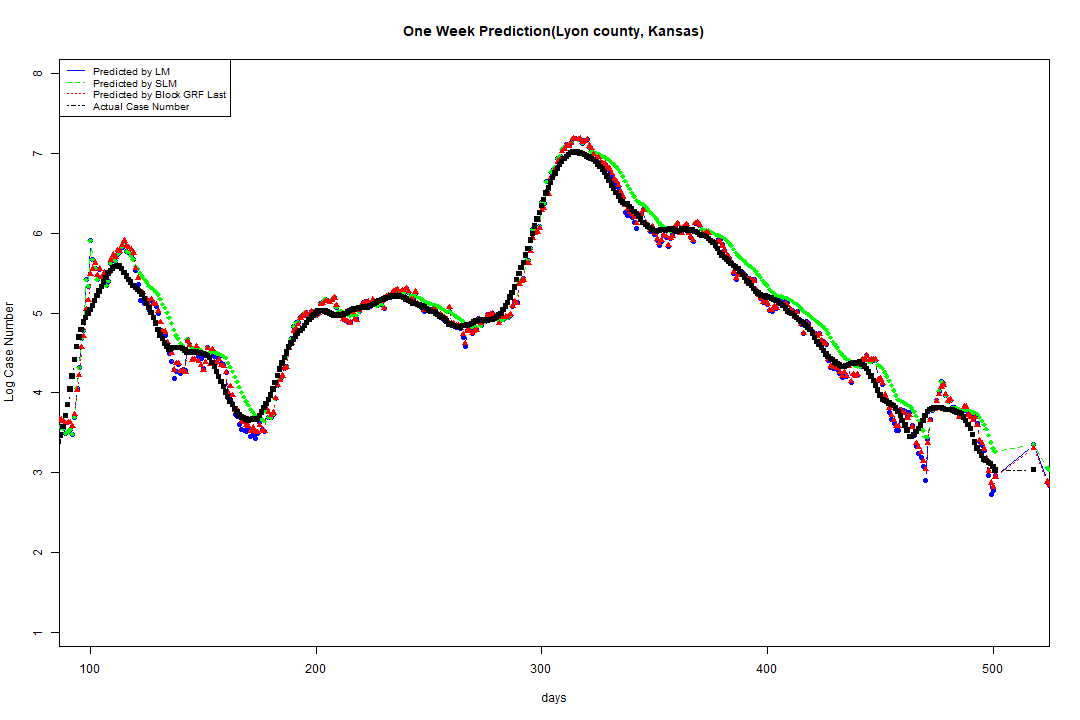 One Week Prediction(Lyon county, Kansas)
Predicted by LM
Predicted by SLM
Predicted by Block GRF Last
Actual Case Number
8
7
6
5
4
3
2
1
Log Case Number
100 200 300 400 500
days